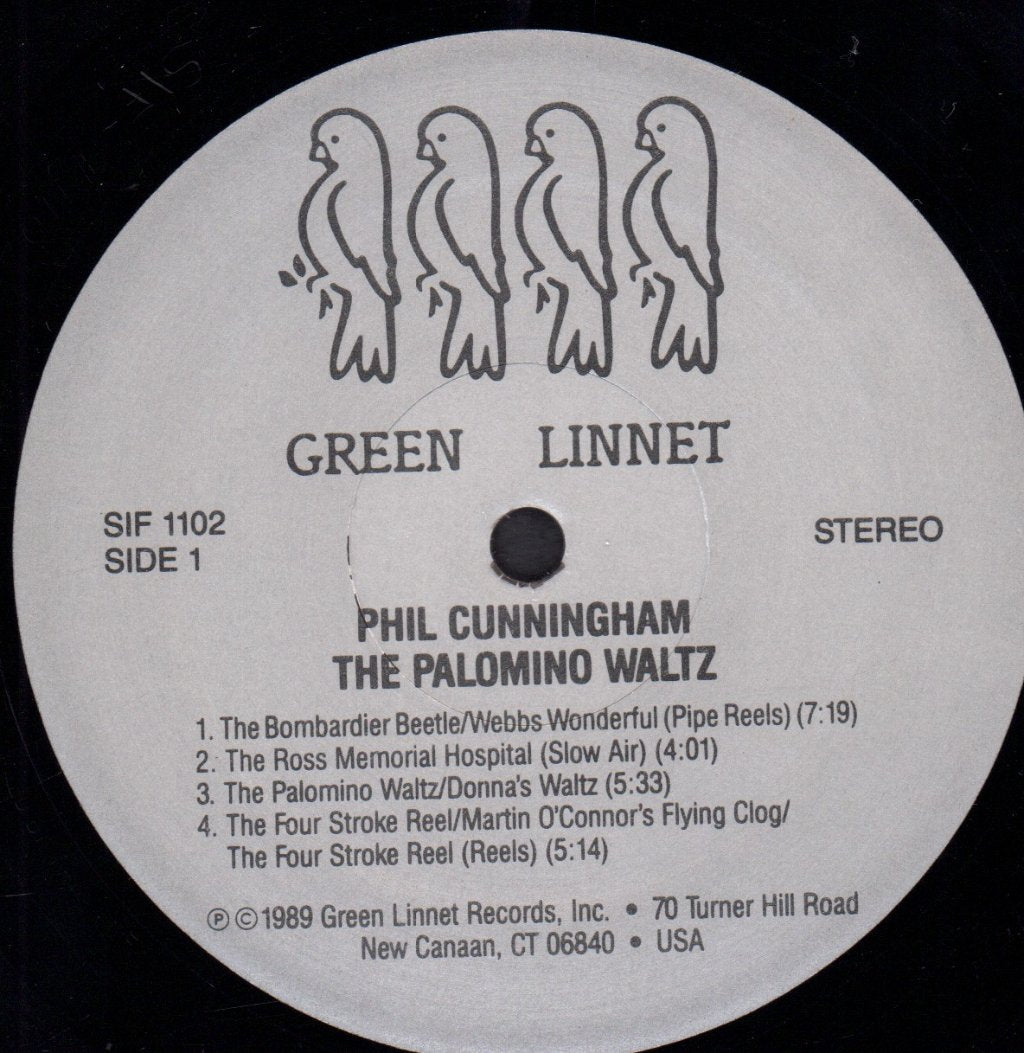 GREEN LINNET
SIF 1102
SIDE 1
STEREO
PHIL CUNNINGHAM
THE PALOMINO WALTZ
1. The Bombardier Beetle/Webbs Wonderful (Pipe Reels) (7:19)
2. The Ross Memorial Hospital (Slow Air) (4:01)
3. The Palomino Waltz/Donna's Waltz (5:33)
4. The Four Stroke Reel/Martin O'Connor's Flying Clog/
The Four Stroke Reel (Reels) (5:14)
℗©1989 Green Linnet Records, Inc. • 70 Turner Hill Road
New Canaan, CT 06840 • USA